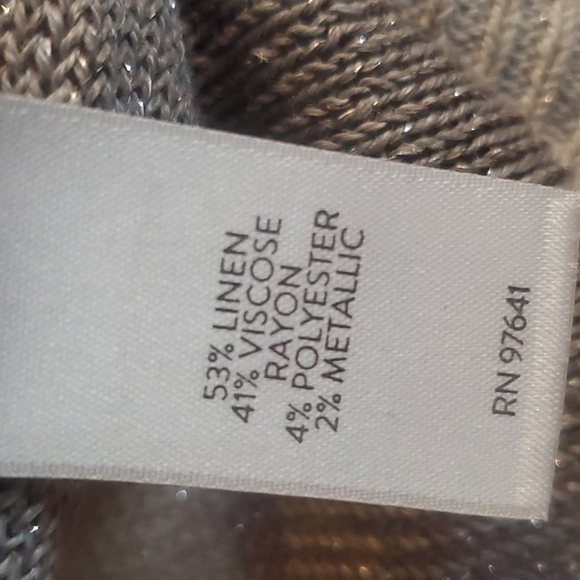 53% LINEN
41% VISCOSE
RAYON
4% POLYESTER
2% METALLIC
RN 97641